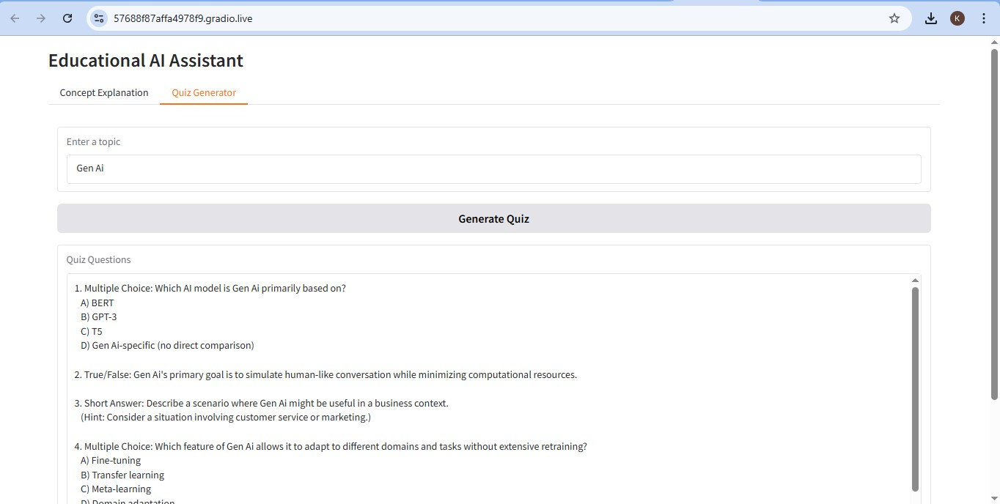 57688f87affa4978f9.gradio.live
K
Educational AI Assistant
Concept Explanation
Quiz Generator
Enter a topic
Gen Ai
Generate Quiz
Quiz Questions
1. Multiple Choice: Which AI model is Gen Ai primarily based on?
A) BERT
B) GPT-3
C) T5
D) Gen Ai-specific (no direct comparison)
2. True/False: Gen Ai's primary goal is to simulate human-like conversation while minimizing computational resources.
3. Short Answer: Describe a scenario where Gen Ai might be useful in a business context.
(Hint: Consider a situation involving customer service or marketing.)
4. Multiple Choice: Which feature of Gen Ai allows it to adapt to different domains and tasks without extensive retraining?
A) Fine-tuning
B) Transfer learning
C) Meta-learning
D) Domain adaptation